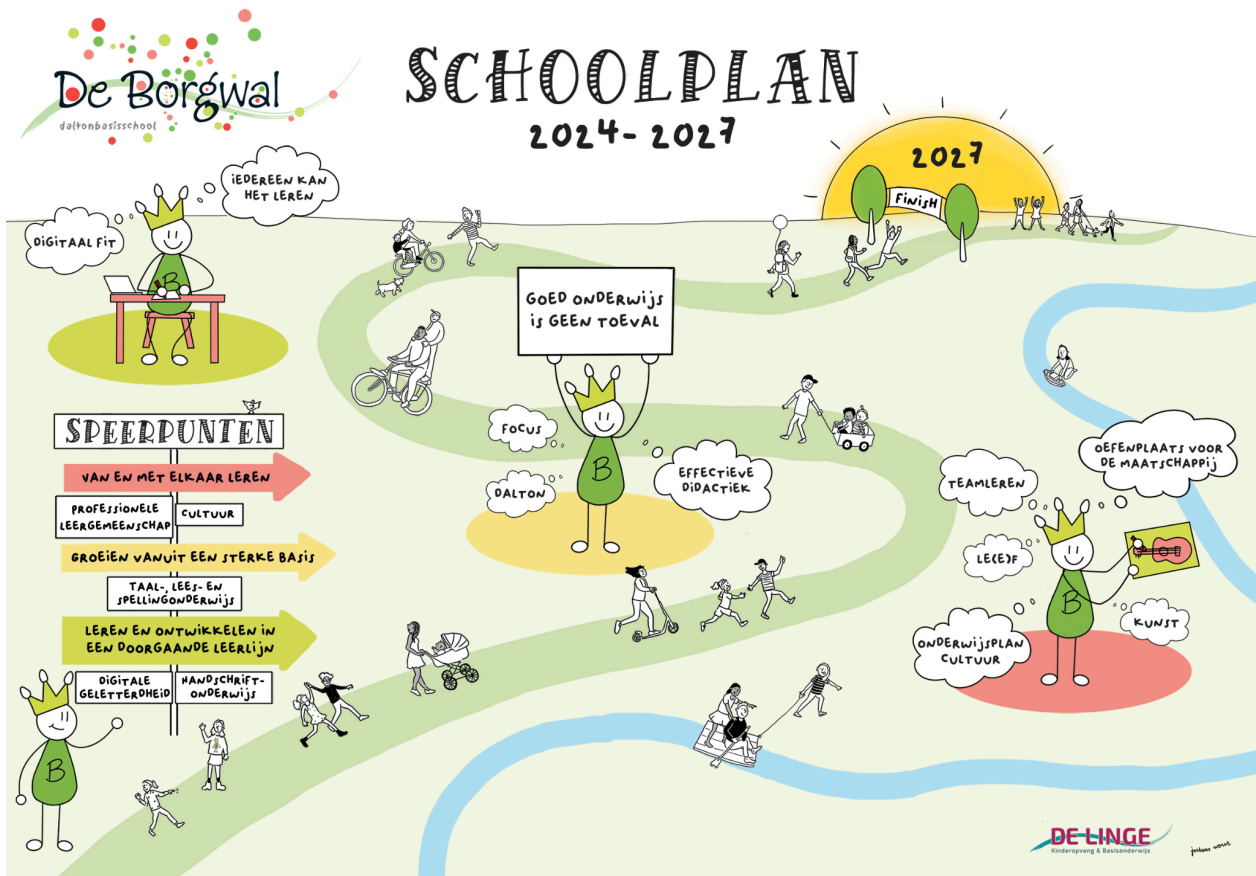 De Borgwal
daltonbasisschool
SCHOOLPLAN
2024-2027
2027
FINISH
IEDEREEN KAN
HET LEREN
DIGITAAL FIT
B
GOED ONDERWIJS
IS GEEN TOEVAL
FOCUS
DALTON
EFFECTIEVE
DIDACTIEK
B
SPEERPUNTEN
VAN EN MET ELKAAR LEREN
PROFESSIONELE
LEERGEMEENSCHAP
CULTUUR
GROEIEN VANUIT EEN STERKE BASIS
TAAL-, LEES- EN
SPELLINGONDERWIJS
LEREN EN ONTWIKKELEN IN
EEN DOORGAANDE LEERLIJN
DIGITALE
GELETTERDHEID
HANDSCHRIFT-
ONDERWIJS
B
OEFENPLAATS VOOR
DE MAATSCHAPPIJ
TEAMLEREN
LE(E)F
KUNST
ONDERWIJSPLAN
CULTUUR
B
DE LINGE
Kinderopvang & Basisonderwijs